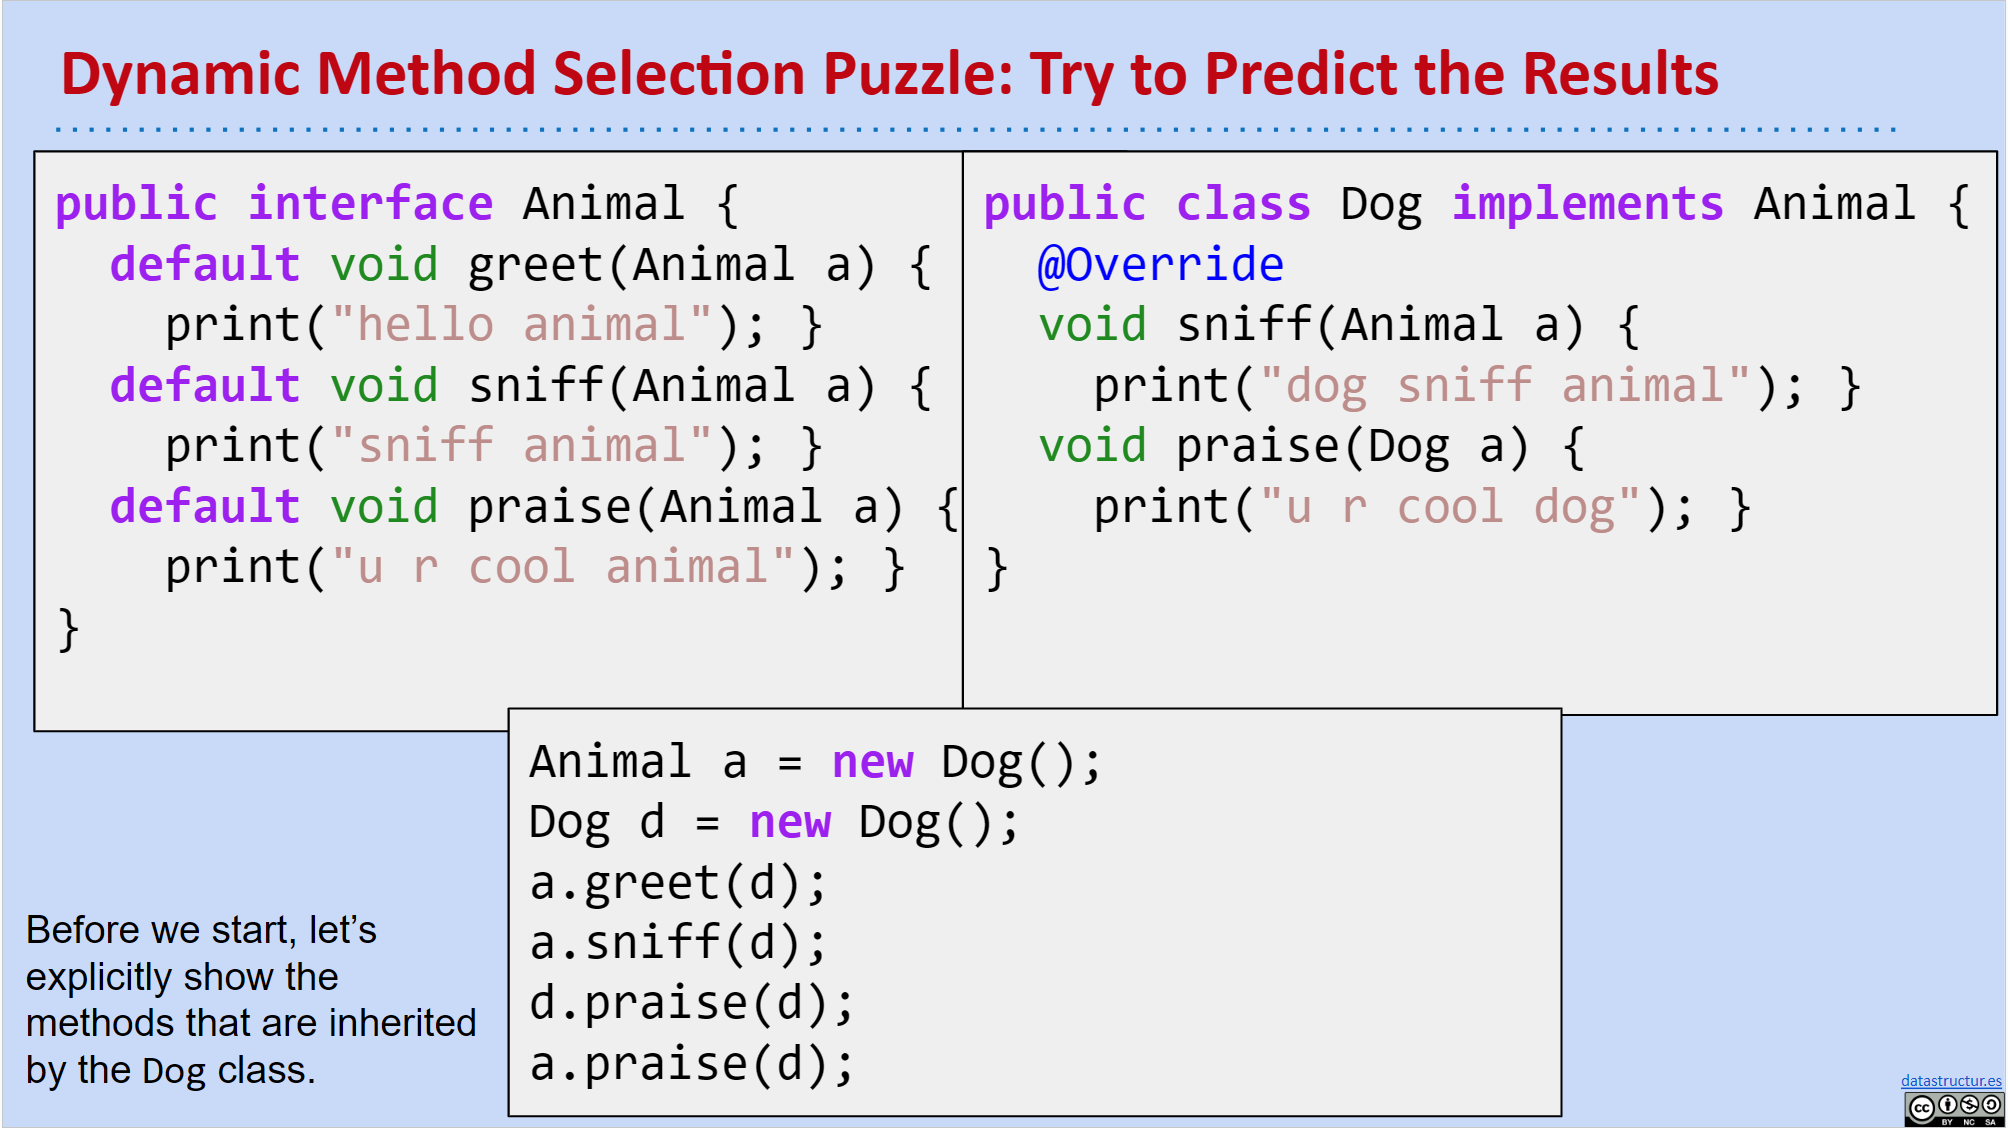 Dynamic Method Selection Puzzle: Try to Predict the Results
public interface Animal {
  default void greet(Animal a) {
    print("hello animal"); }
  default void sniff(Animal a) {
    print("sniff animal"); }
  default void praise(Animal a) {
    print("u r cool animal"); }
}
public class Dog implements Animal {
  @Override
  void sniff(Animal a) {
    print("dog sniff animal"); }
  void praise(Dog a) {
    print("u r cool dog"); }
}
Animal a = new Dog();
Dog d = new Dog();
a.greet(d);
a.sniff(d);
d.praise(d);
a.praise(d);
Before we start, let’s
explicitly show the
methods that are inherited
by the Dog class.
datastructur.es
cc
BY NC SA